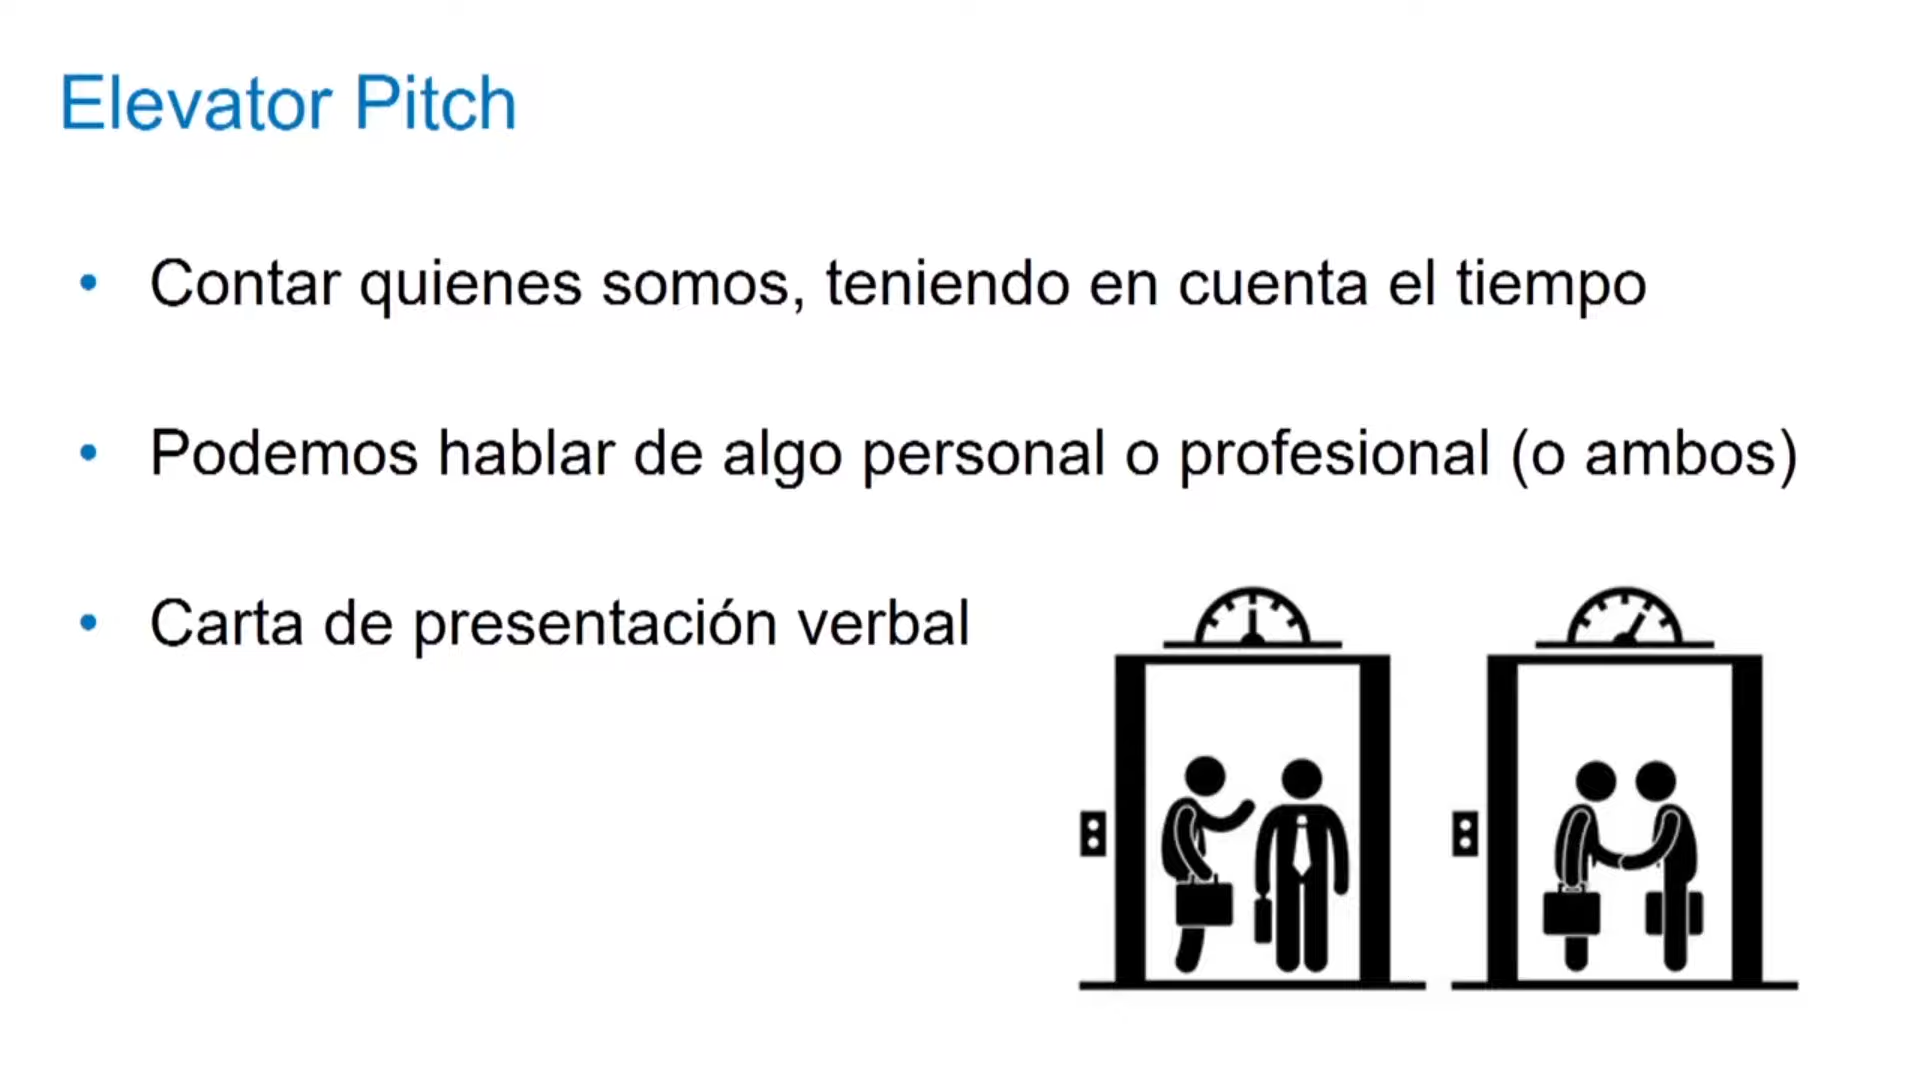 Elevator Pitch
• Contar quienes somos, teniendo en cuenta el tiempo
• Podemos hablar de algo personal o profesional (o ambos)
• Carta de presentación verbal